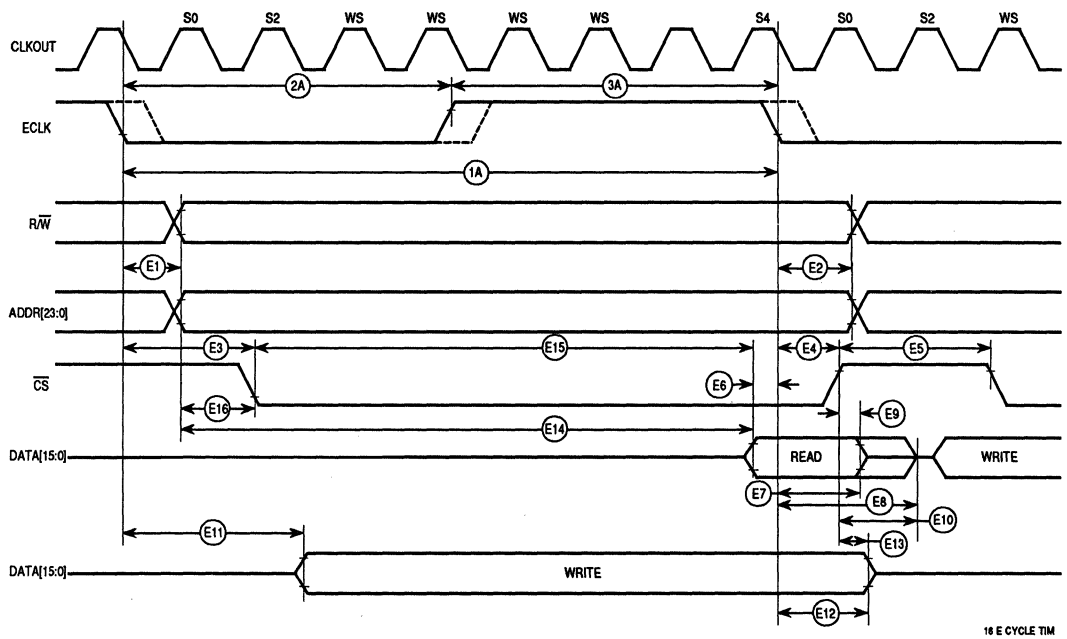 S0 S2 WS WS WS WS S4 S0 S2 WS
CLKOUT
2A 3A
ECLK
1A
R/W̅
E1 E2
ADDR[23:0]
E3 E15 E4 E5
C̅S̅
E6
E16 E9
E14
DATA[15:0] READ WRITE
E7 E8
E11 E10
E13
DATA[15:0] WRITE
E12
16 E CYCLE TIM